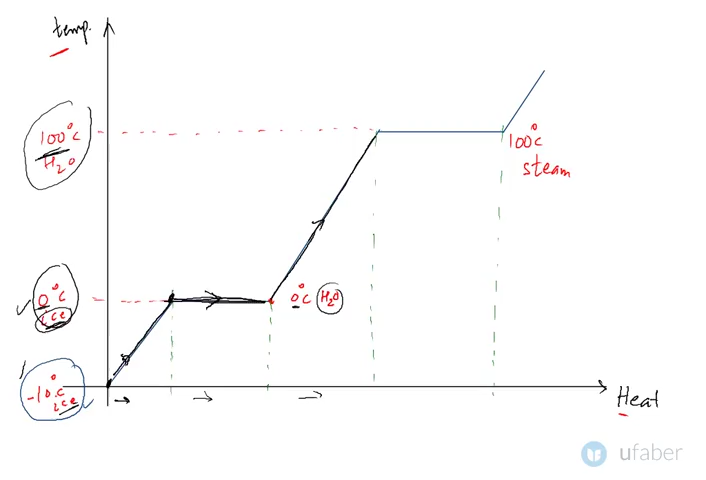 temp.
100°C
H₂O
100°C
steam
0°C
ice
0°C H₂O
-10°C
ice
Heat
ufaber